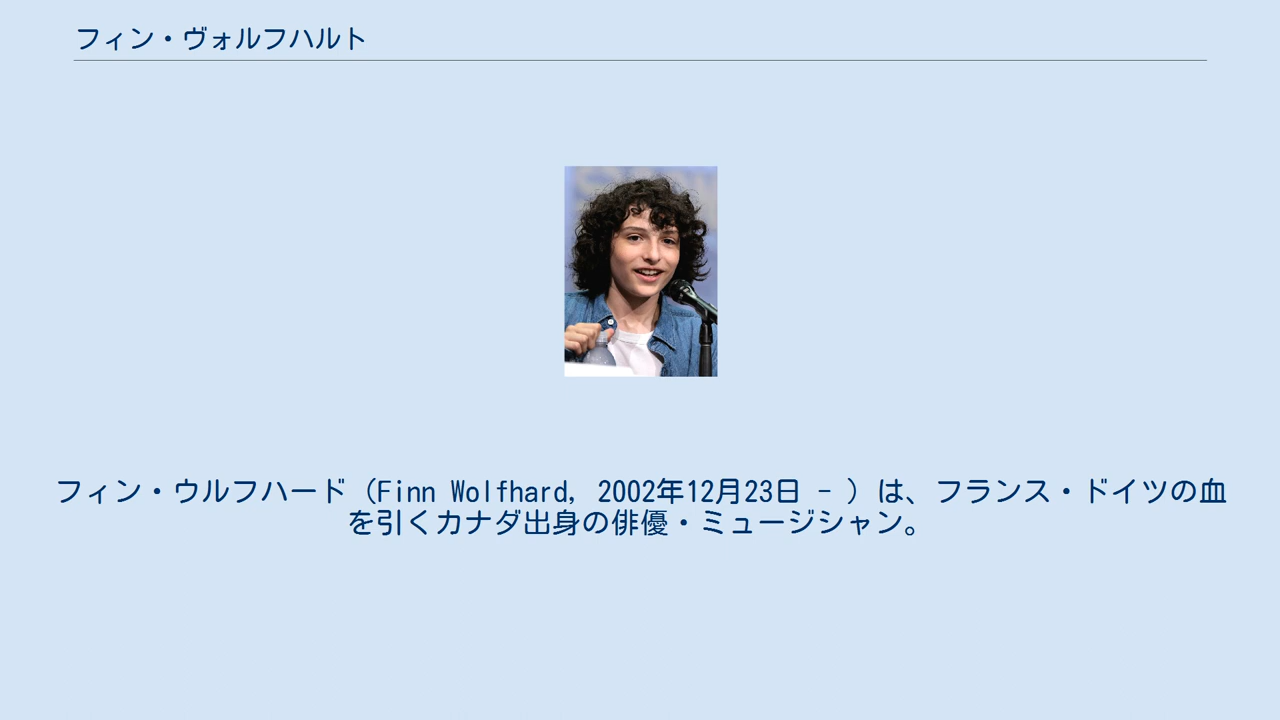 フィン・ヴォルフハルト
フィン・ウルフハード（Finn Wolfhard, 2002年12月23日 - ）は、フランス・ドイツの血
を引くカナダ出身の俳優・ミュージシャン。